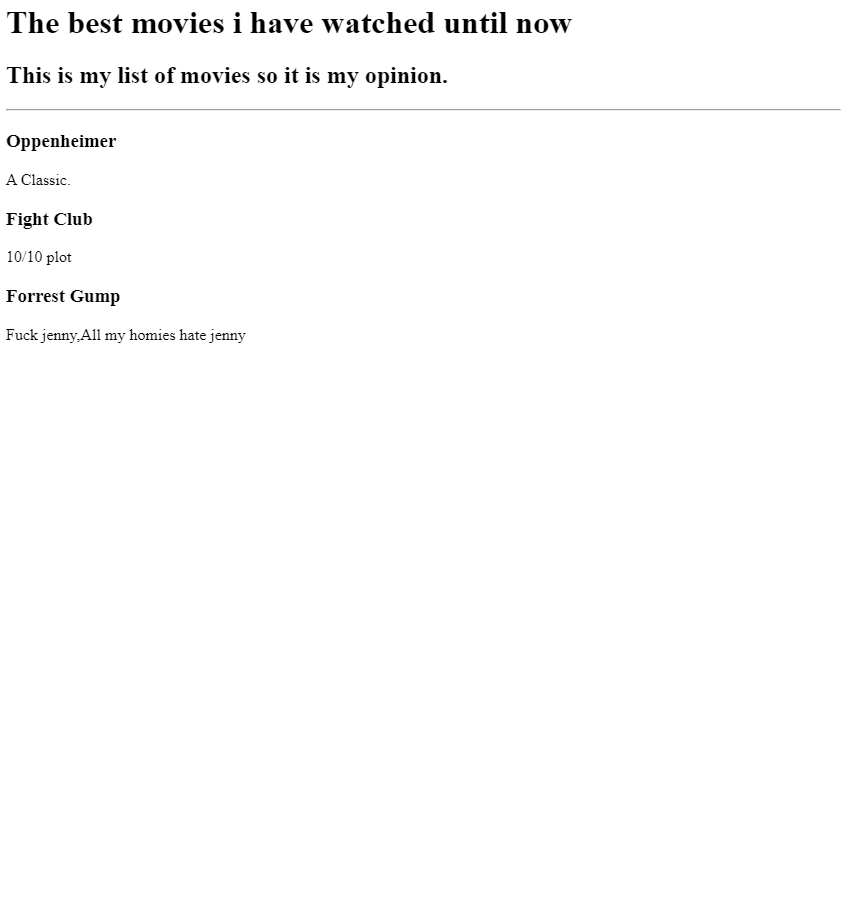 The best movies i have watched until now
This is my list of movies so it is my opinion.
Oppenheimer
A Classic.
Fight Club
10/10 plot
Forrest Gump
Fuck jenny,All my homies hate jenny